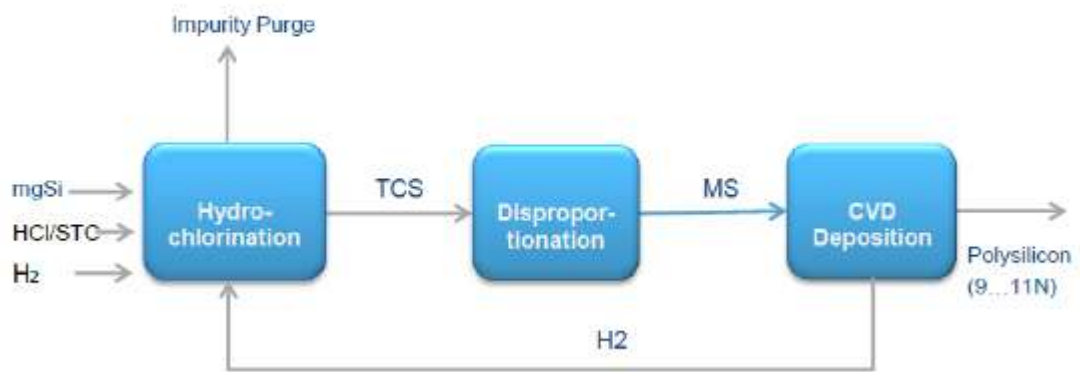 Impurity Purge
mgSi
HCl/STC
H₂
Hydro-
chlorination
TCS
Dispropor-
tionation
MS
CVD
Deposition
Polysilicon
(9...11N)
H2